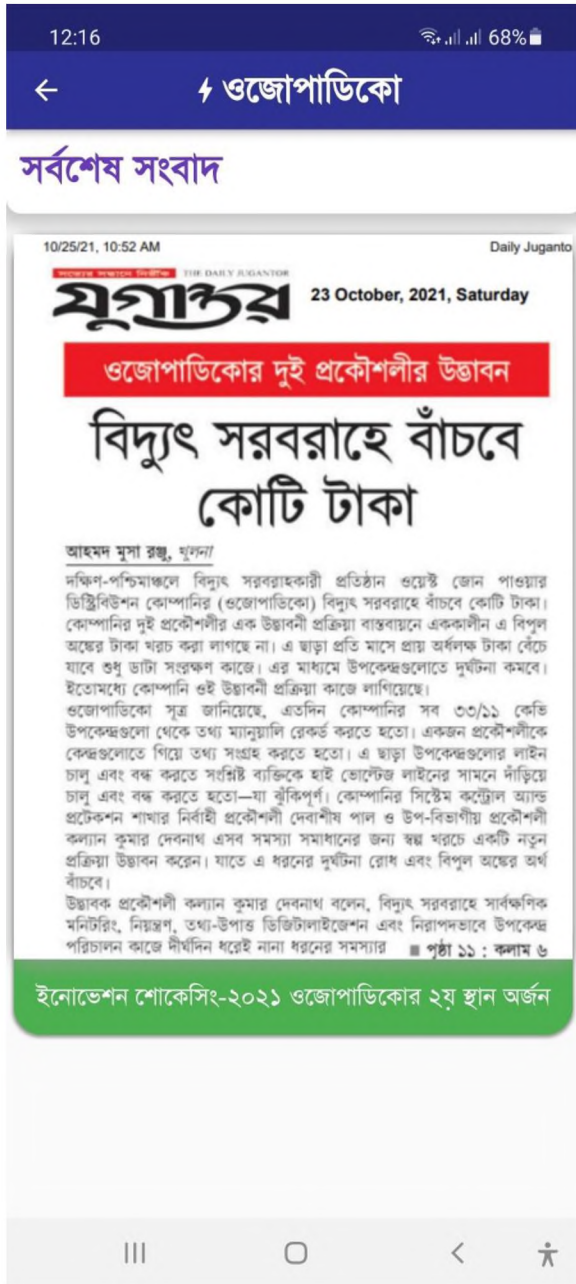 12:16
68%
ওজোপাডিকো
সর্বশেষ সংবাদ
10/25/21, 10:52 AM
Daily Juganto
সত্যের সন্ধানে নির্ভীক THE DAILY JUGANTOR
যুগান্তর
23 October, 2021, Saturday
ওজোপাডিকোর দুই প্রকৌশলীর উদ্ভাবন
বিদ্যুৎ সরবরাহে বাঁচবে
কোটি টাকা
আহমদ মুসা রঞ্জু, খুলনা
দক্ষিণ-পশ্চিমাঞ্চলে বিদ্যুৎ সরবরাহকারী প্রতিষ্ঠান ওয়েস্ট জোন পাওয়ার
ডিস্ট্রিবিউশন কোম্পানির (ওজোপাডিকো) বিদ্যুৎ সরবরাহে বাঁচবে কোটি টাকা।
কোম্পানির দুই প্রকৌশলীর এক উদ্ভাবনী প্রক্রিয়া বাস্তবায়নে এককালীন এ বিপুল
অঙ্কের টাকা খরচ করা লাগছে না। এ ছাড়া প্রতি মাসে প্রায় অর্ধলক্ষ টাকা বেঁচে
যাবে শুধু ডাটা সংরক্ষণ কাজে। এর মাধ্যমে উপকেন্দ্রগুলোতে দুর্ঘটনা কমবে।
ইতোমধ্যে কোম্পানি ওই উদ্ভাবনী প্রক্রিয়া কাজে লাগিয়েছে।
ওজোপাডিকো সূত্র জানিয়েছে, এতদিন কোম্পানির সব ৩৩/১১ কেভি
উপকেন্দ্রগুলো থেকে তথ্য ম্যানুয়ালি রেকর্ড করতে হতো। একজন প্রকৌশলীকে
কেন্দ্রগুলোতে গিয়ে তথ্য সংগ্রহ করতে হতো। এ ছাড়া উপকেন্দ্রগুলোর লাইন
চালু এবং বন্ধ করতে সংশ্লিষ্ট ব্যক্তিকে হাই ভোল্টেজ লাইনের সামনে দাঁড়িয়ে
চালু এবং বন্ধ করতে হতো—যা ঝুঁকিপূর্ণ। কোম্পানির সিস্টেম কন্ট্রোল অ্যান্ড
প্রটেকশন শাখার নির্বাহী প্রকৌশলী দেবাশীষ পাল ও উপ-বিভাগীয় প্রকৌশলী
কল্যান কুমার দেবনাথ এসব সমস্যা সমাধানের জন্য স্বল্প খরচে একটি নতুন
প্রক্রিয়া উদ্ভাবন করেন। যাতে এ ধরনের দুর্ঘটনা রোধ এবং বিপুল অঙ্কের অর্থ
বাঁচবে।
উদ্ভাবক প্রকৌশলী কল্যান কুমার দেবনাথ বলেন, বিদ্যুৎ সরবরাহে সার্বক্ষণিক
মনিটরিং, নিয়ন্ত্রণ, তথ্য-উপাত্ত ডিজিটালাইজেশন এবং নিরাপদভাবে উপকেন্দ্র
পরিচালন কাজে দীর্ঘদিন ধরেই নানা ধরনের সমস্যার ■ পৃষ্ঠা ১১ : কলাম ৬
ইনোভেশন শোকেসিং-২০২১ ওজোপাডিকোর ২য় স্থান অর্জন